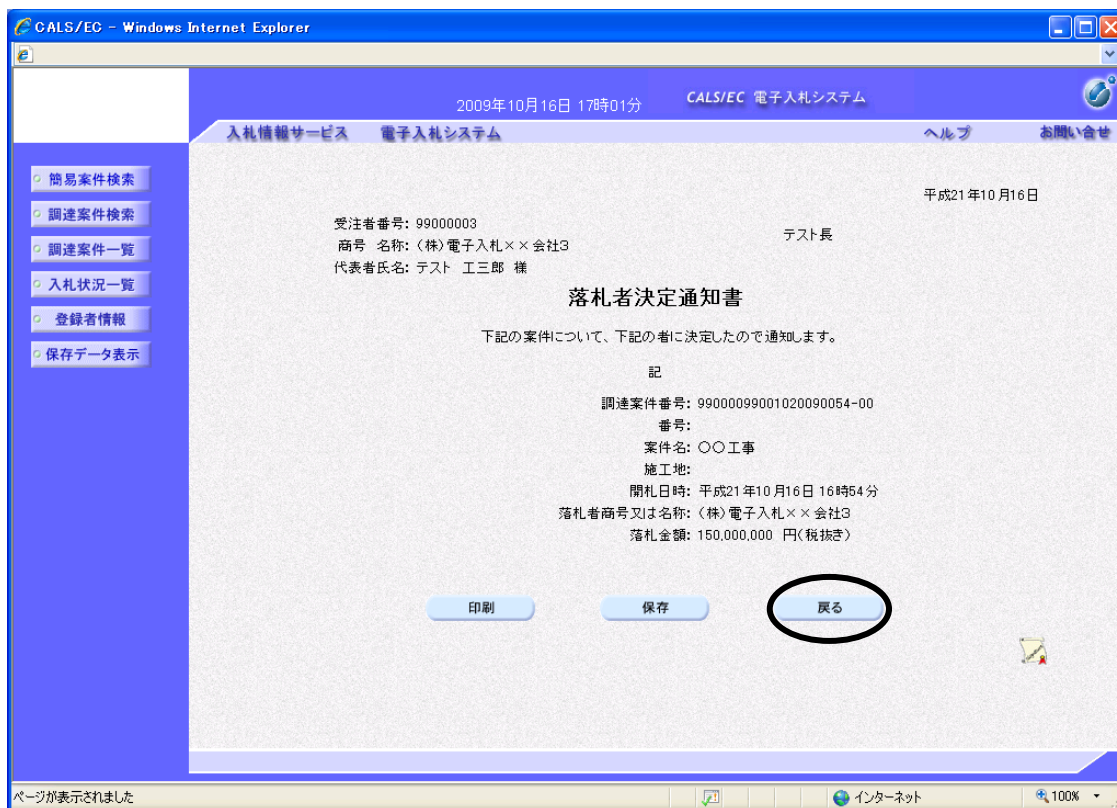 CALS/EC - Windows Internet Explorer
2009年10月16日 17時01分
CALS/EC 電子入札システム
入札情報サービス 電子入札システム ヘルプ お問い合せ
簡易案件検索
調達案件検索
調達案件一覧
入札状況一覧
登録者情報
保存データ表示
平成21年10月16日
受注者番号: 99000003
商号 名称: (株)電子入札××会社3
代表者氏名: テスト 工三郎 様
テスト長
落札者決定通知書
下記の案件について、下記の者に決定したので通知します。
記
調達案件番号: 99000099001020090054-00
番号:
案件名: 〇〇工事
施工地:
開札日時: 平成21年10月16日 16時54分
落札者商号又は名称: (株)電子入札××会社3
落札金額: 150,000,000 円(税抜き)
印刷 保存 戻る
ページが表示されました インターネット 100%